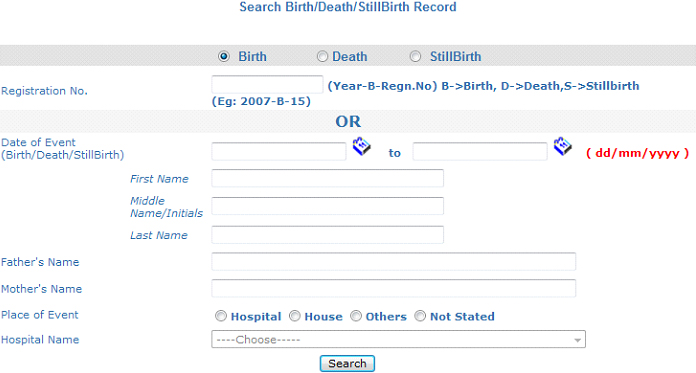 Search Birth/Death/StillBirth Record
Birth Death StillBirth
Registration No. (Year-B-Regn.No) B->Birth, D->Death,S->Stillbirth
(Eg: 2007-B-15)
OR
Date of Event
(Birth/Death/StillBirth) to ( dd/mm/yyyy )
First Name
Middle
Name/Initials
Last Name
Father's Name
Mother's Name
Place of Event Hospital House Others Not Stated
Hospital Name ----Choose-----
Search